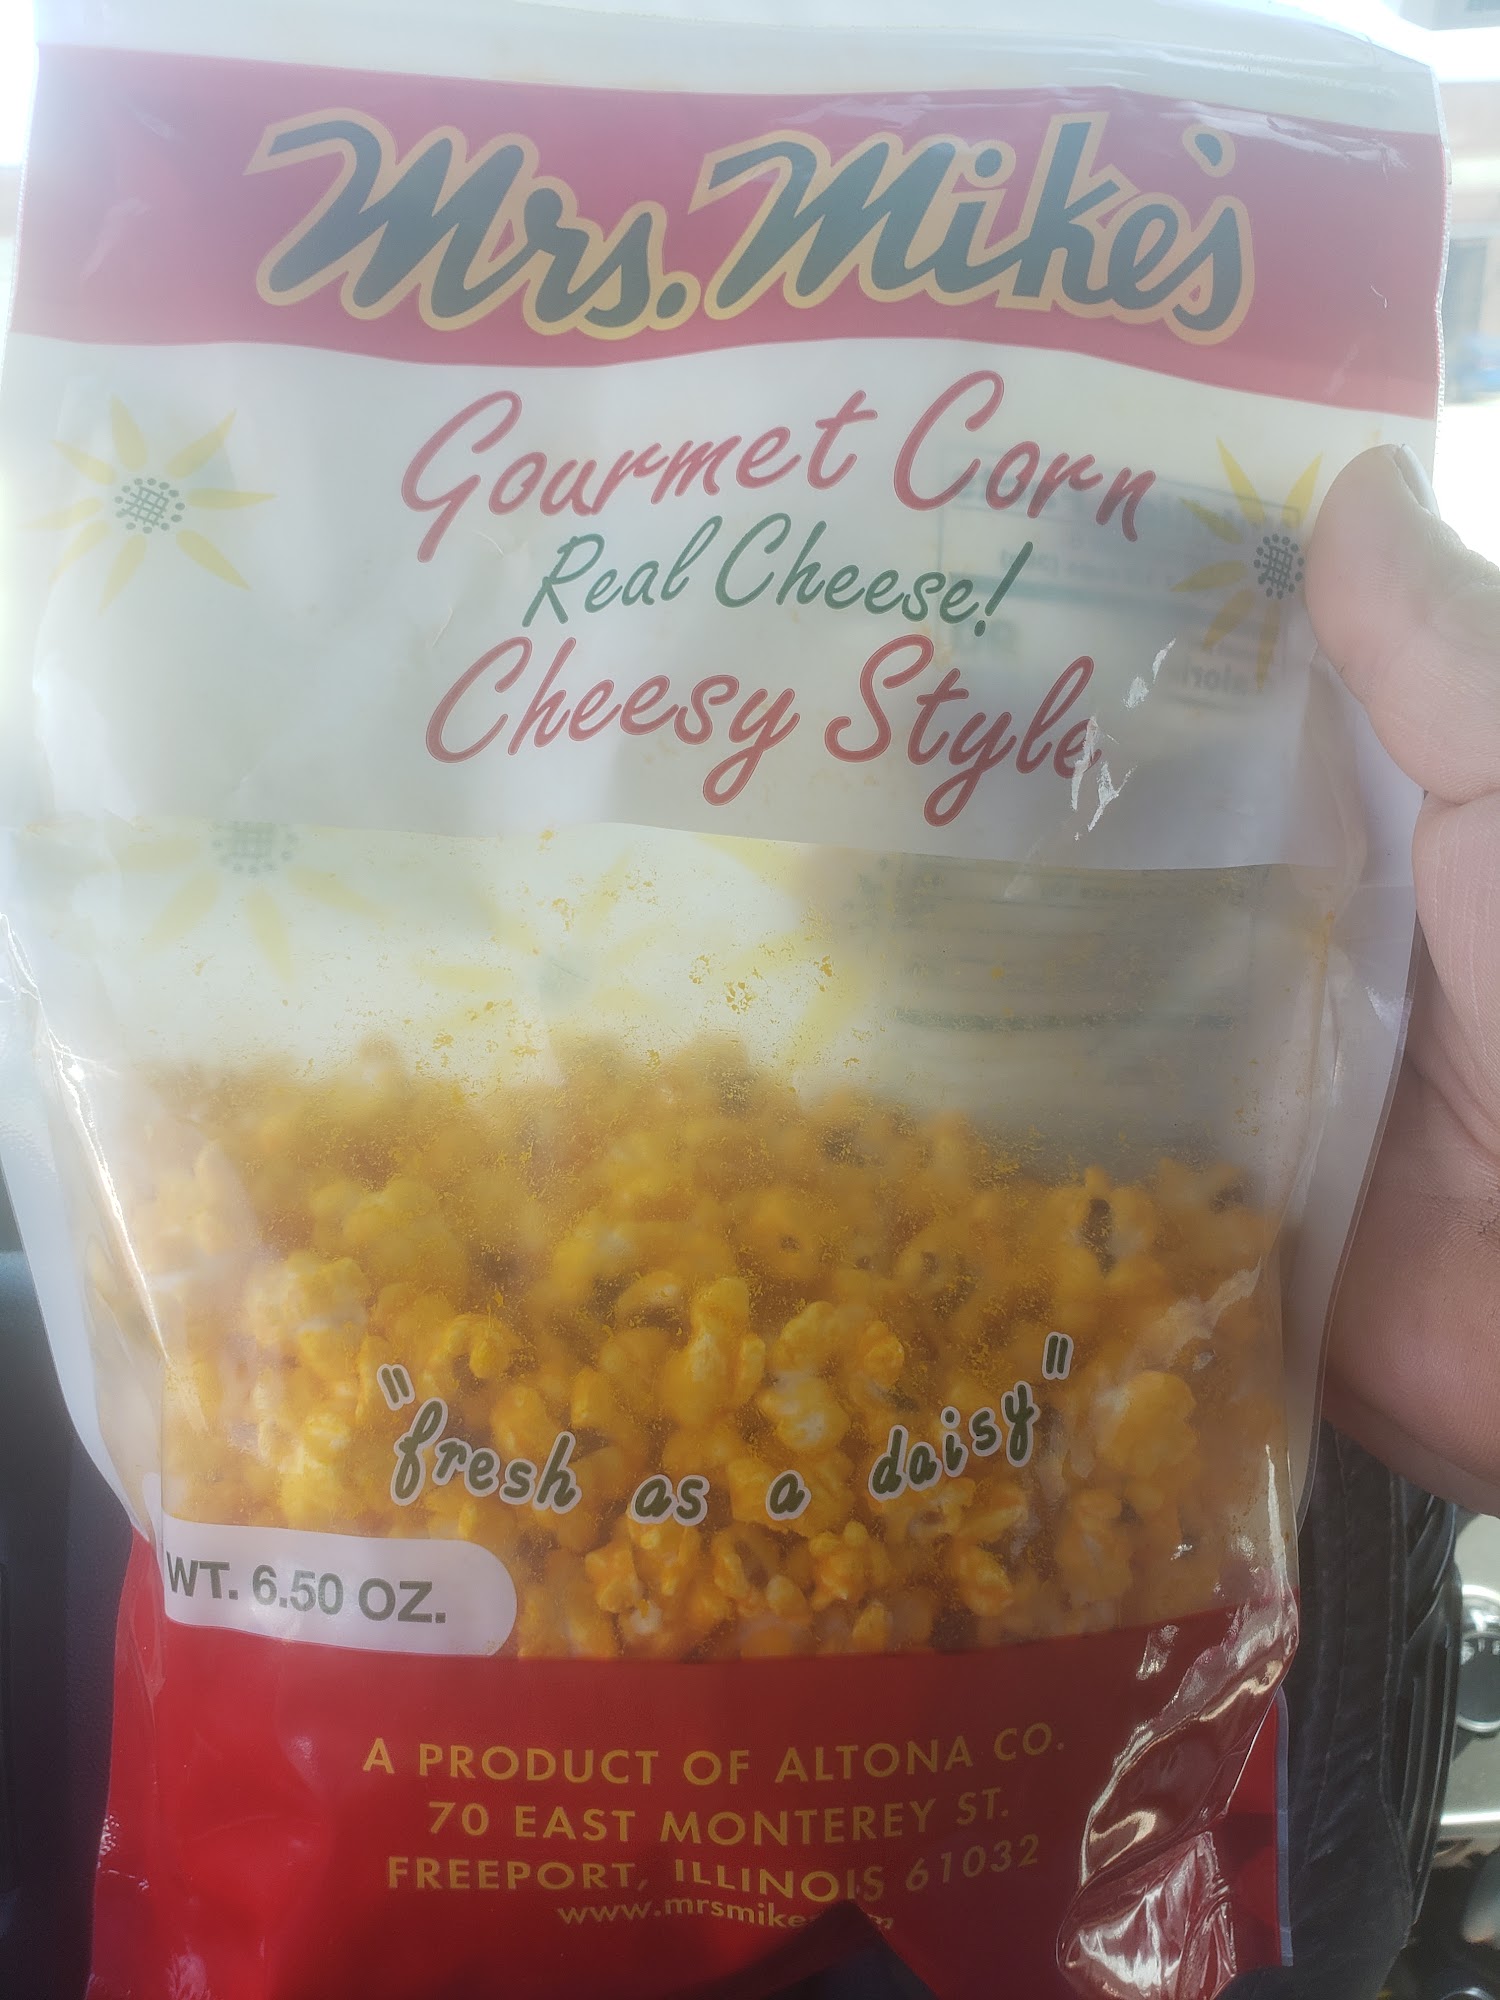 Mrs. Mike's
Gourmet Corn
Real Cheese!
Cheesy Style
"fresh as a daisy"
WT. 6.50 OZ.
A PRODUCT OF ALTONA CO.
70 EAST MONTEREY ST.
FREEPORT, ILLINOIS 61032